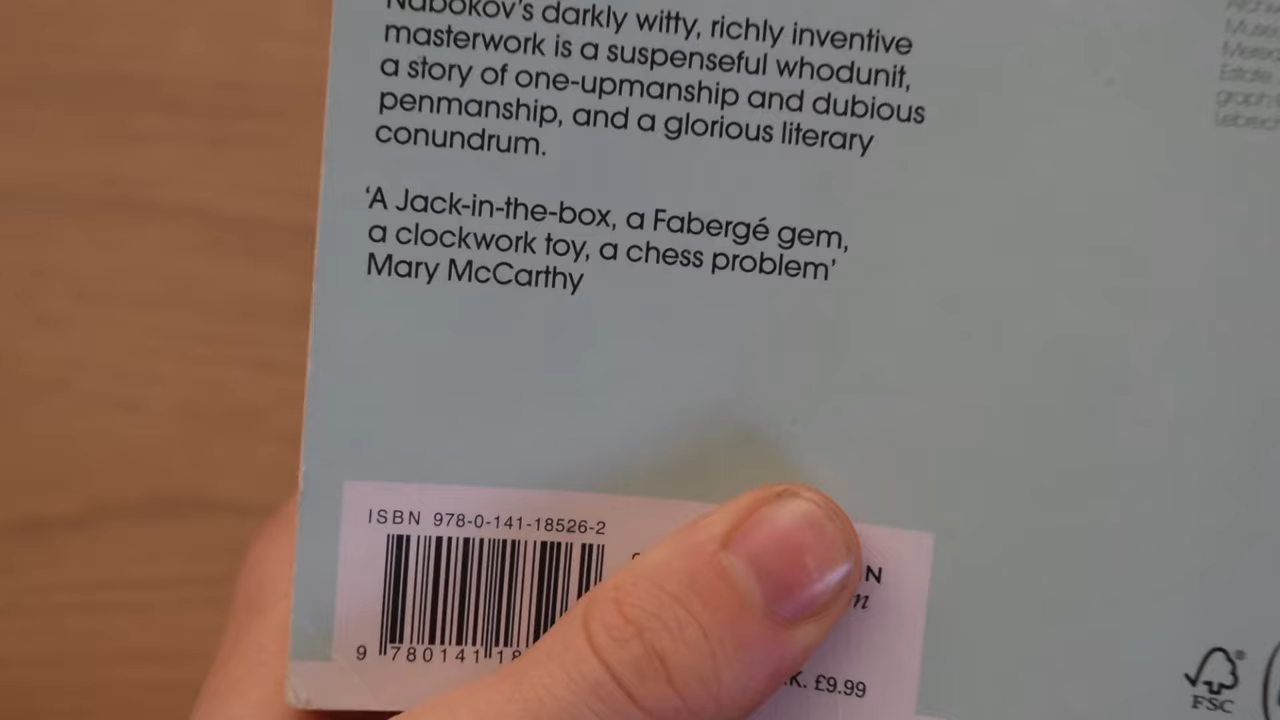 Nabokov's darkly witty, richly inventive
masterwork is a suspenseful whodunit,
a story of one-upmanship and dubious
penmanship, and a glorious literary
conundrum.
‘A Jack-in-the-box, a Fabergé gem,
a clockwork toy, a chess problem’
Mary McCarthy
ISBN 978-0-141-18526-2
9 780141 18
N
n
.K. £9.99
FSC